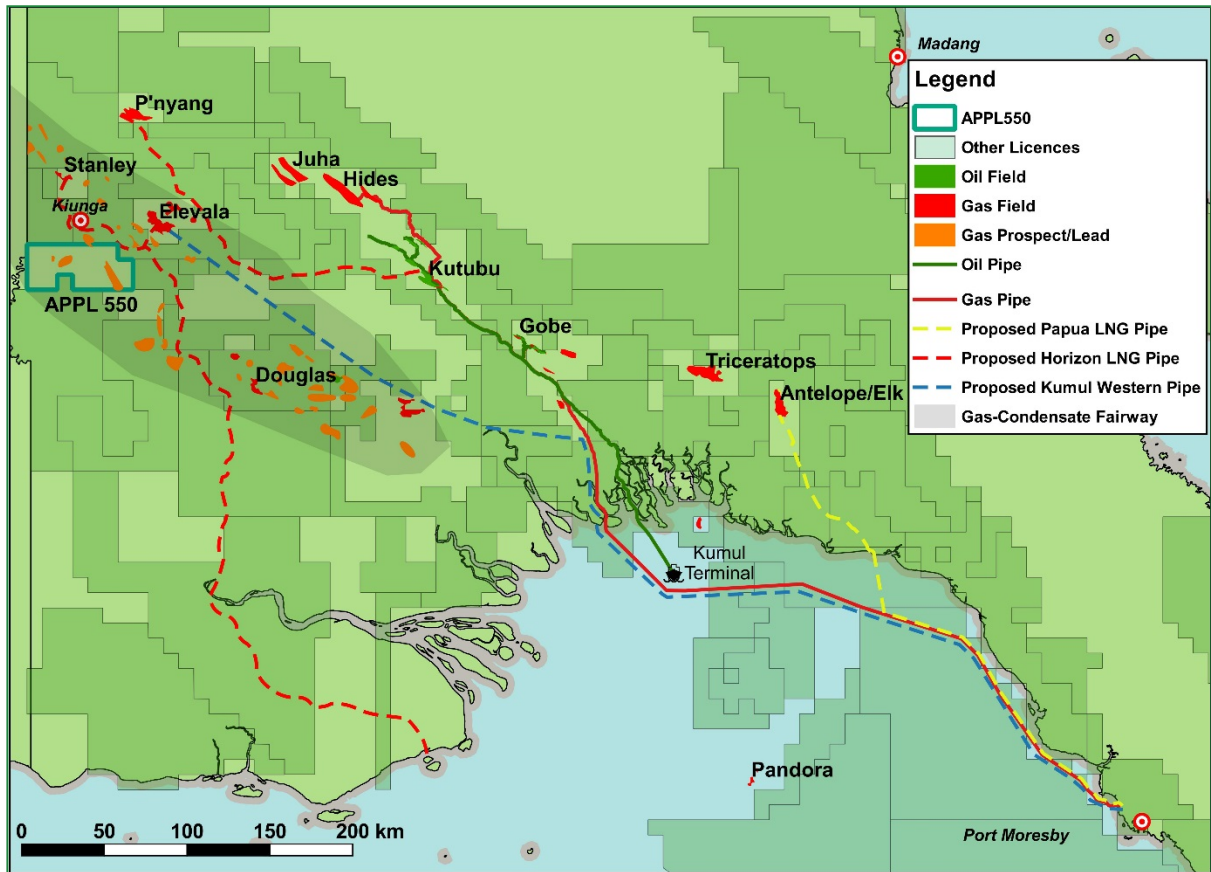 Madang
Legend
APPL550
Other Licences
Oil Field
Gas Field
Gas Prospect/Lead
Oil Pipe
Gas Pipe
Proposed Papua LNG Pipe
Proposed Horizon LNG Pipe
Proposed Kumul Western Pipe
Gas-Condensate Fairway
P'nyang
Juha
Hides
Stanley
Kiunga
Elevala
APPL 550
Kutubu
Gobe
Triceratops
Douglas
Antelope/Elk
Kumul
Terminal
Pandora
Port Moresby
0 50 100 150 200 km